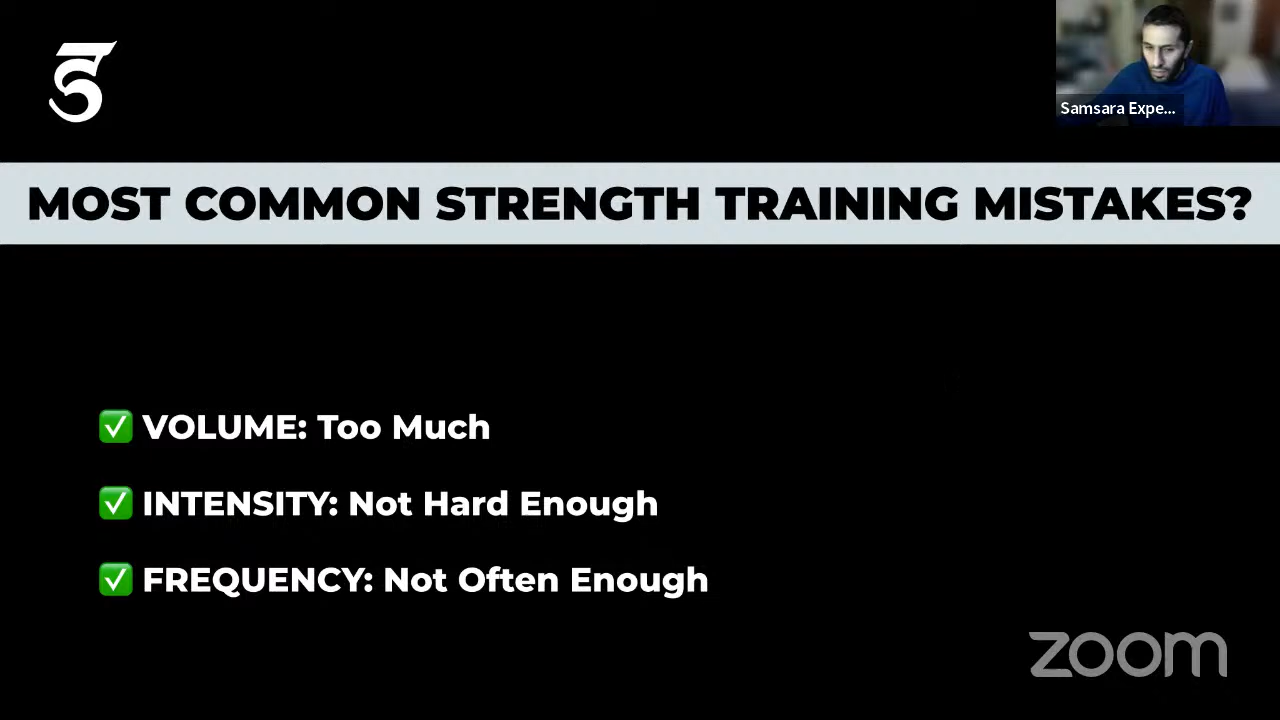 Samsara Expe...
MOST COMMON STRENGTH TRAINING MISTAKES?
✅ VOLUME: Too Much
✅ INTENSITY: Not Hard Enough
✅ FREQUENCY: Not Often Enough
zoom